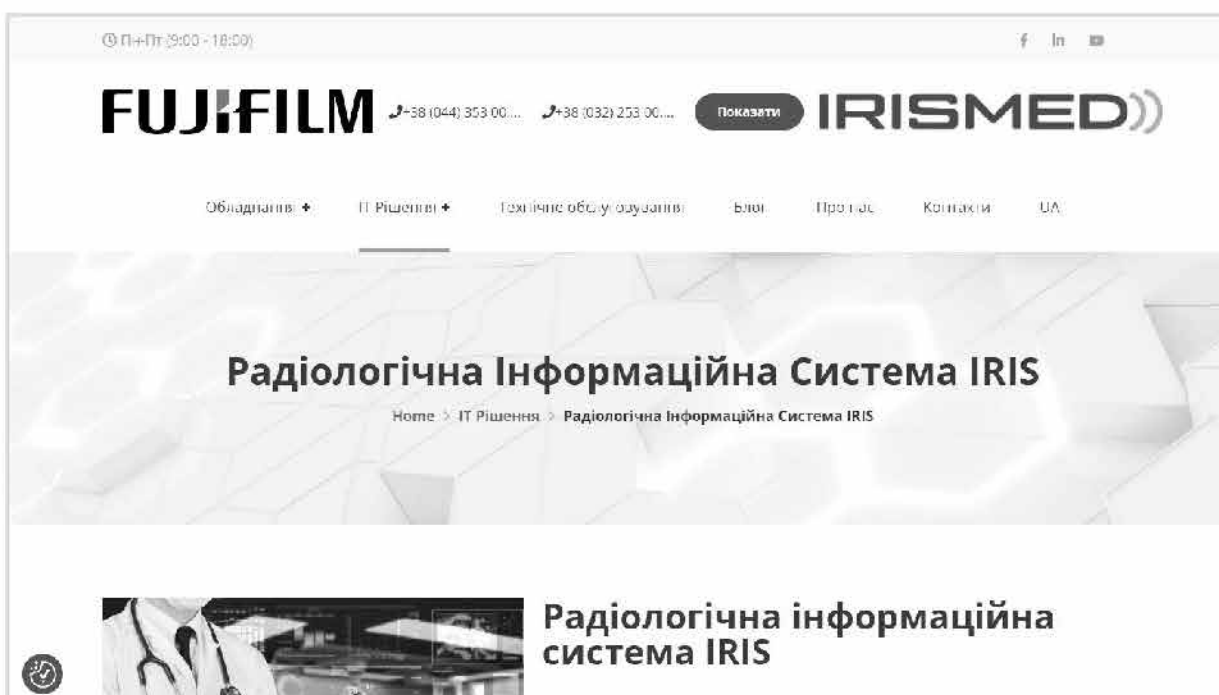 Пн-Пт (9:00 - 18:00)
FUJIFILM +38 (044) 353 00.... +38 (032) 253 00.... Показати IRISMED
Обладнання + ІТ Рішення + Технічне обслуговування Блог Про нас Контакти UA
Радіологічна Інформаційна Система IRIS
Home > ІТ Рішення > Радіологічна Інформаційна Система IRIS
Радіологічна інформаційна
система IRIS